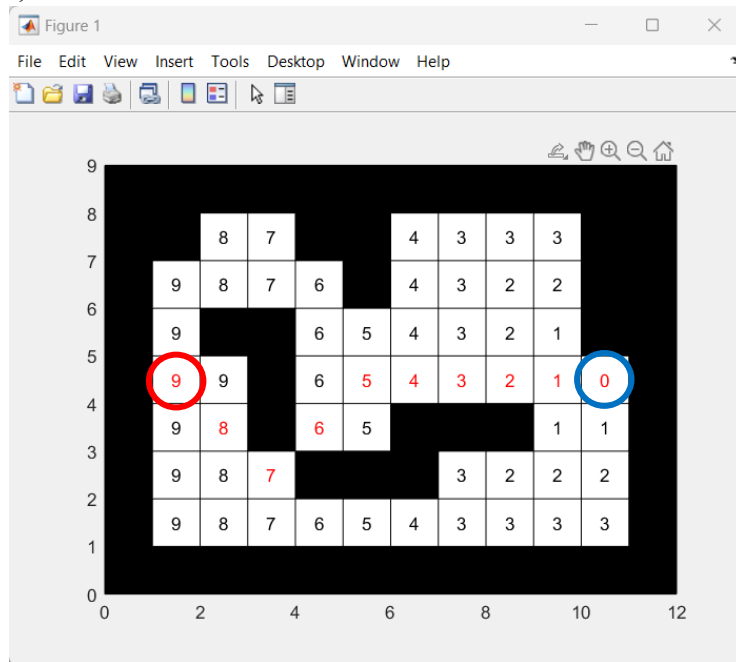 Figure 1
File Edit View Insert Tools Desktop Window Help
9
8
8 7 4 3 3 3
7
9 8 7 6 4 3 2 2
6
9 6 5 4 3 2 1
5
9 9 6 5 4 3 2 1 0
4
9 8 6 5 1 1
3
9 8 7 3 2 2 2
2
9 8 7 6 5 4 3 3 3 3
1
0
0 2 4 6 8 10 12